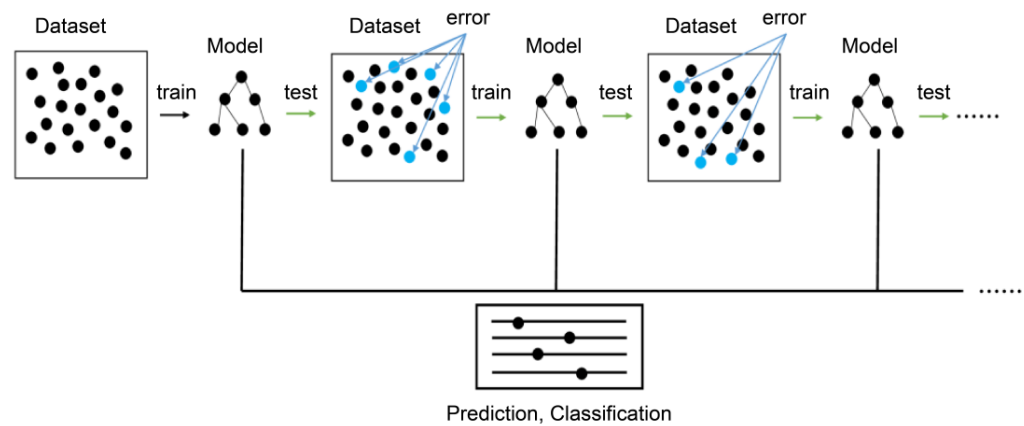 Dataset
Model
Dataset
error
Model
Dataset
error
Model
train
test
train
test
train
test
......
......
Prediction, Classification